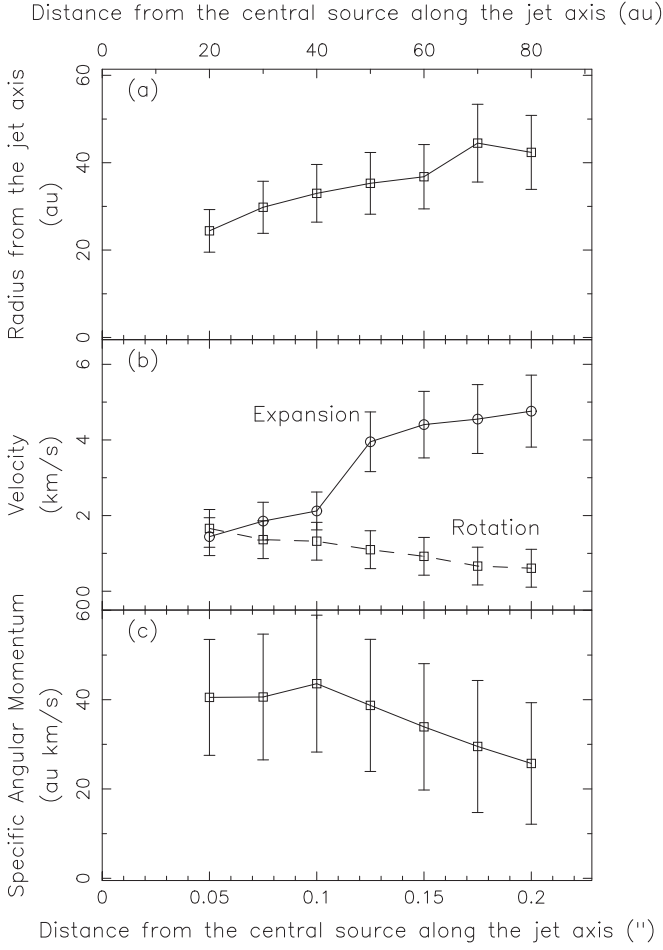 Distance from the central source along the jet axis (au)
0 20 40 60 80
(a)
Radius from the jet axis
(au)
60
40
20
0
(b)
Expansion
Rotation
Velocity
(km/s)
6
4
2
0
(c)
Specific Angular Momentum
(au km/s)
60
40
20
0
0 0.05 0.1 0.15 0.2
Distance from the central source along the jet axis (")